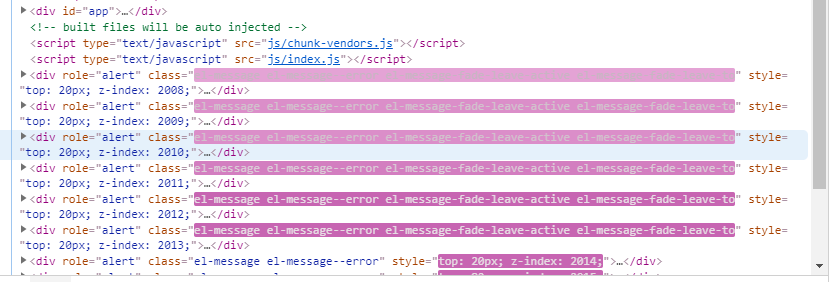 <div id="app">…</div>
<!-- built files will be auto injected -->
<script type="text/javascript" src="js/chunk-vendors.js"></script>
<script type="text/javascript" src="js/index.js"></script>
<div role="alert" class=" " style=
"top: 20px; z-index: 2008;">…</div>
<div role="alert" class="el-message el-message--error el-message-fade-leave-active el-message-fade-leave-to" style=
"top: 20px; z-index: 2009;">…</div>
<div role="alert" class="el-message el-message--error el-message-fade-leave-active el-message-fade-leave-to" style=
"top: 20px; z-index: 2010;">…</div>
<div role="alert" class="el-message el-message--error el-message-fade-leave-active el-message-fade-leave-to" style=
"top: 20px; z-index: 2011;">…</div>
<div role="alert" class="el-message el-message--error el-message-fade-leave-active el-message-fade-leave-to" style=
"top: 20px; z-index: 2012;">…</div>
<div role="alert" class="el-message el-message--error el-message-fade-leave-active el-message-fade-leave-to" style=
"top: 20px; z-index: 2013;">…</div>
<div role="alert" class="el-message el-message--error" style="top: 20px; z-index: 2014;">…</div>